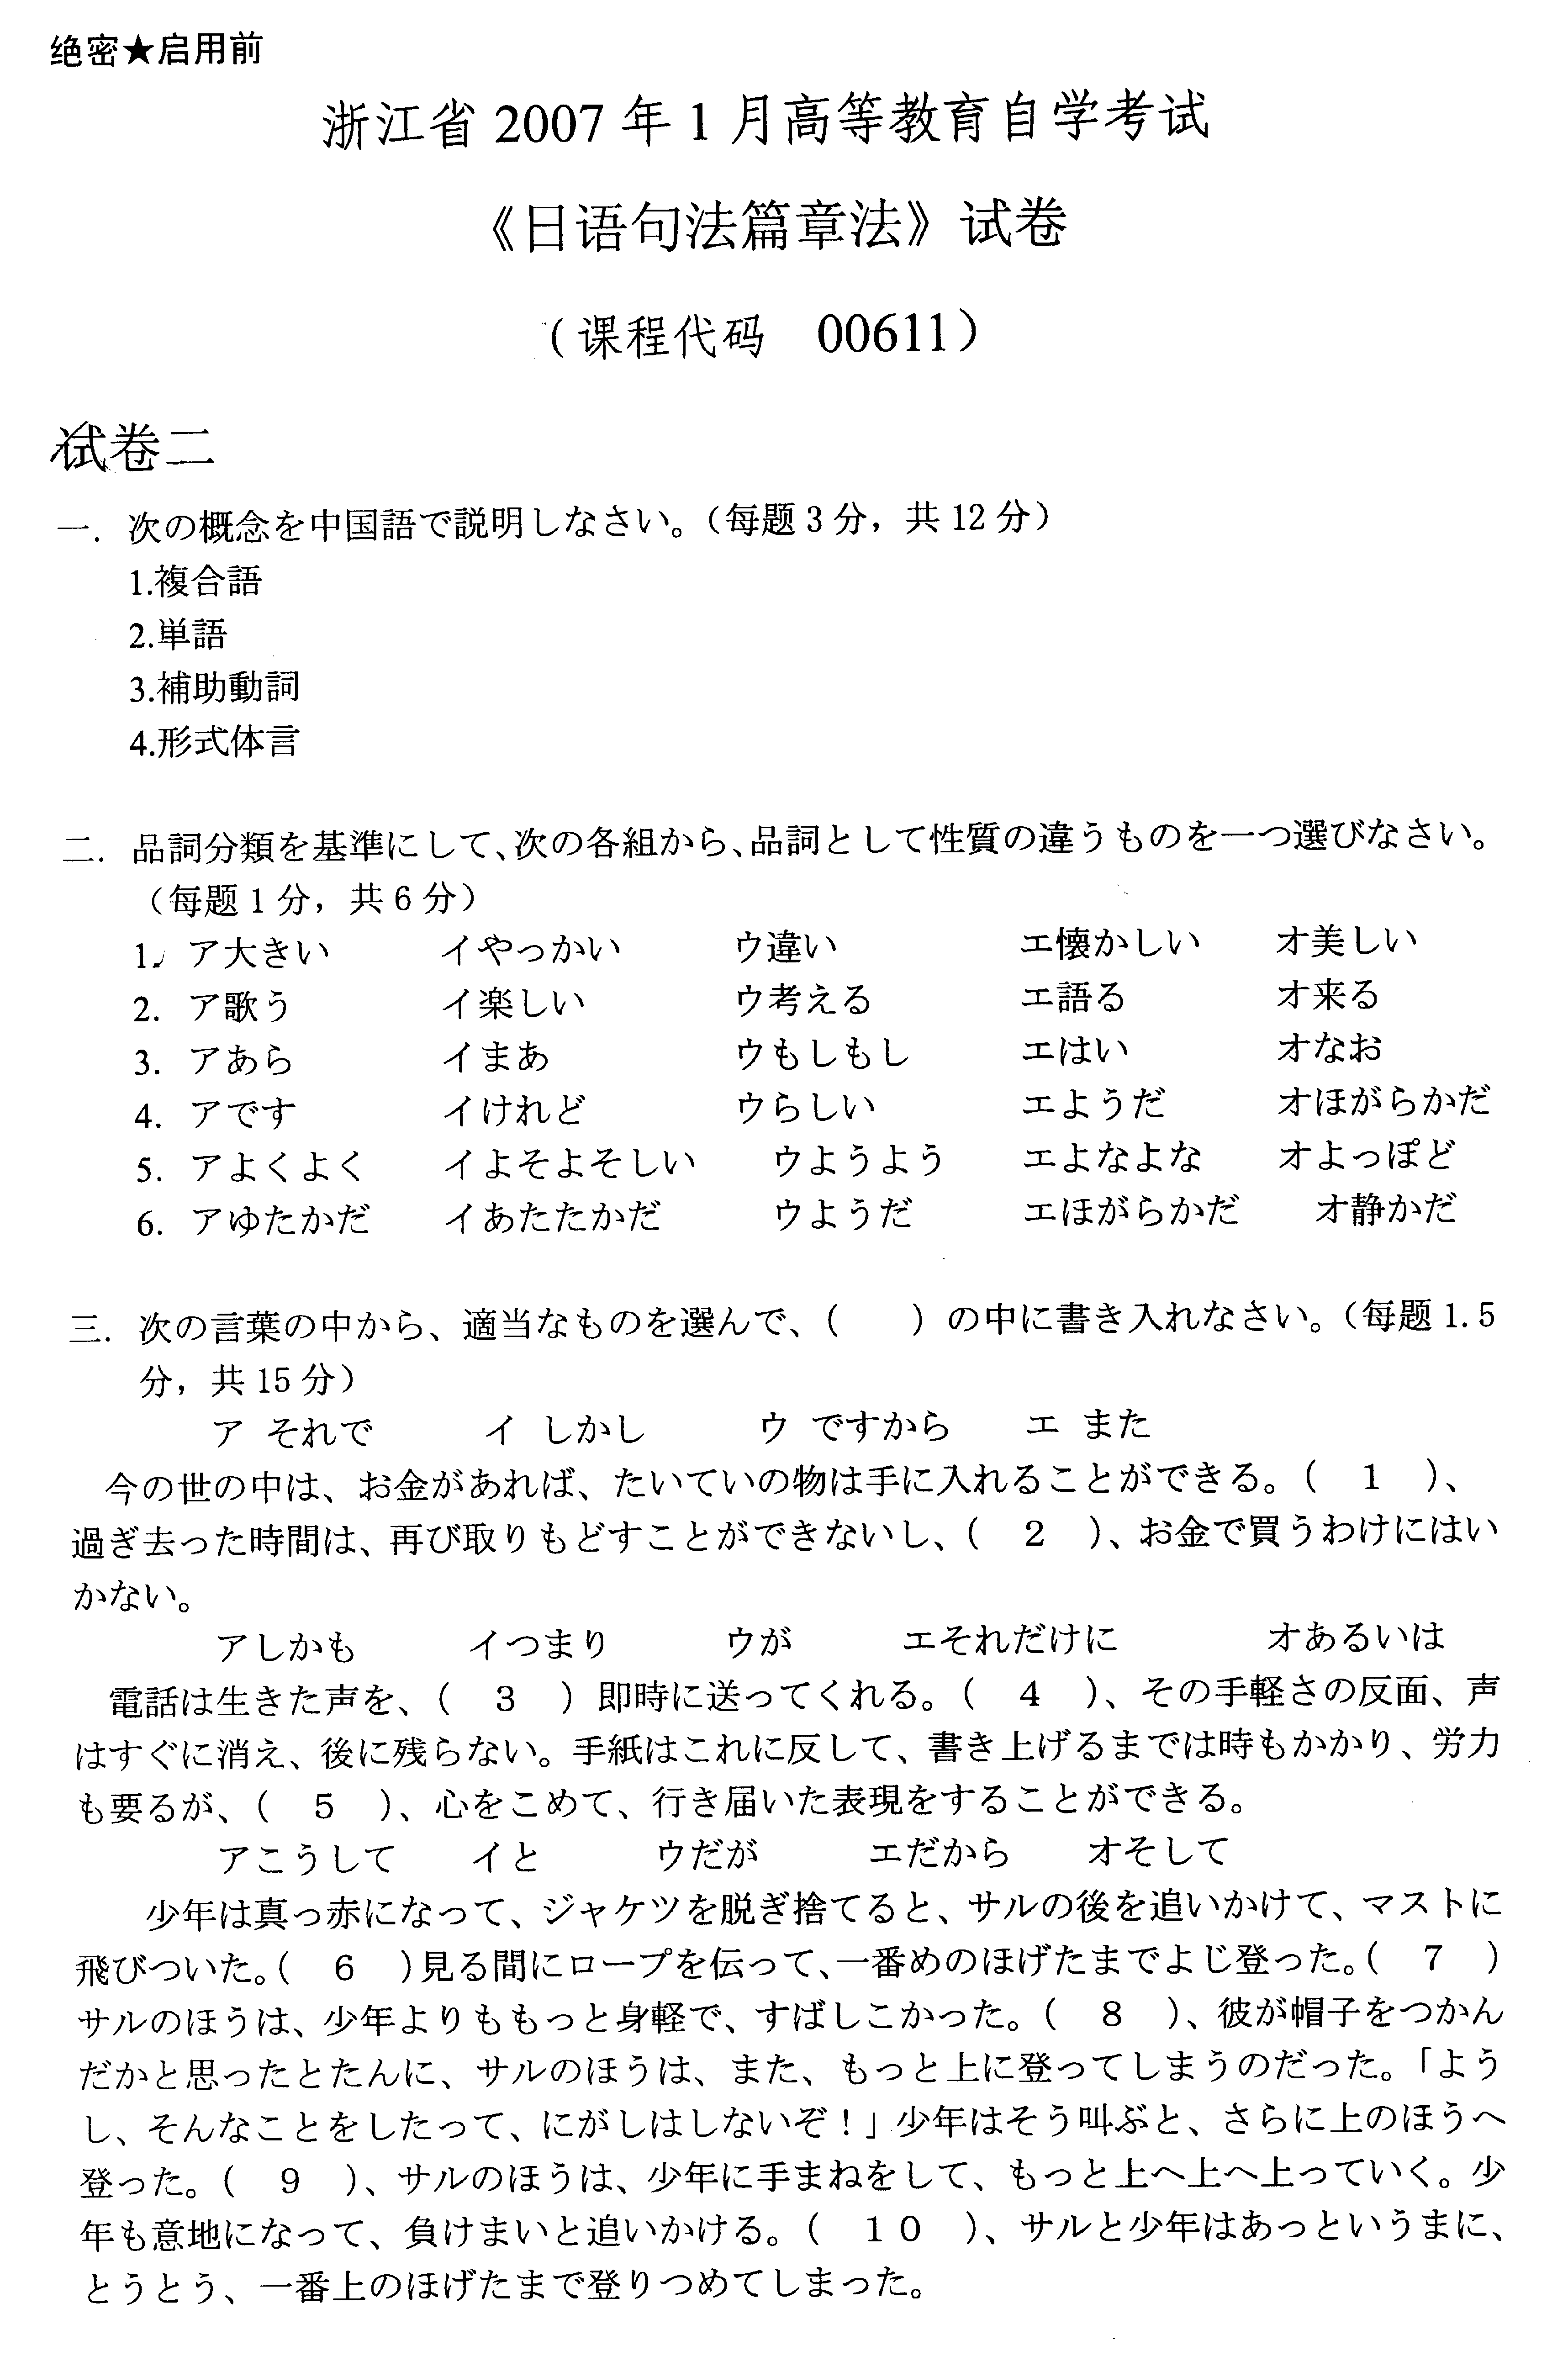 绝密★启用前
浙江省 2007 年 1 月高等教育自学考试
《日语句法篇章法》试卷
（课程代码　00611）
试卷二
一. 次の概念を中国語で説明しなさい。（每题 3 分，共 12 分）
1.複合語
2.単語
3.補助動詞
4.形式体言
二. 品詞分類を基準にして、次の各組から、品詞として性質の違うものを一つ選びなさい。
（每题 1 分，共 6 分）
1. ア大きい　イやっかい　ウ違い　エ懐かしい　オ美しい
2. ア歌う　イ楽しい　ウ考える　エ語る　オ来る
3. アあら　イまあ　ウもしもし　エはい　オなお
4. アです　イけれど　ウらしい　エようだ　オほがらかだ
5. アよくよく　イよそよそしい　ウようよう　エよなよな　オよっぽど
6. アゆたかだ　イあたたかだ　ウようだ　エほがらかだ　オ静かだ
三. 次の言葉の中から、適当なものを選んで、（　　）の中に書き入れなさい。（每题 1.5
分，共 15 分）
ア それで　イ しかし　ウ ですから　エ また
今の世の中は、お金があれば、たいていの物は手に入れることができる。（　1　）、
過ぎ去った時間は、再び取りもどすことができないし、（　2　）、お金で買うわけにはい
かない。
アしかも　イつまり　ウが　エそれだけに　オあるいは
電話は生きた声を、（　3　）即時に送ってくれる。（　4　）、その手軽さの反面、声
はすぐに消え、後に残らない。手紙はこれに反して、書き上げるまでは時もかかり、労力
も要るが、（　5　）、心をこめて、行き届いた表現をすることができる。
アこうして　イと　ウだが　エだから　オそして
少年は真っ赤になって、ジャケツを脱ぎ捨てると、サルの後を追いかけて、マストに
飛びついた。（　6　）見る間にロープを伝って、一番めのほげたまでよじ登った。（　7　）
サルのほうは、少年よりももっと身軽で、すばしこかった。（　8　）、彼が帽子をつかん
だかと思ったとたんに、サルのほうは、また、もっと上に登ってしまうのだった。「よう
し、そんなことをしたって、にがしはしないぞ！」少年はそう叫ぶと、さらに上のほうへ
登った。（　9　）、サルのほうは、少年に手まねをして、もっと上へ上へ上っていく。少
年も意地になって、負けまいと追いかける。（　１０　）、サルと少年はあっというまに、
とうとう、一番上のほげたまで登りつめてしまった。